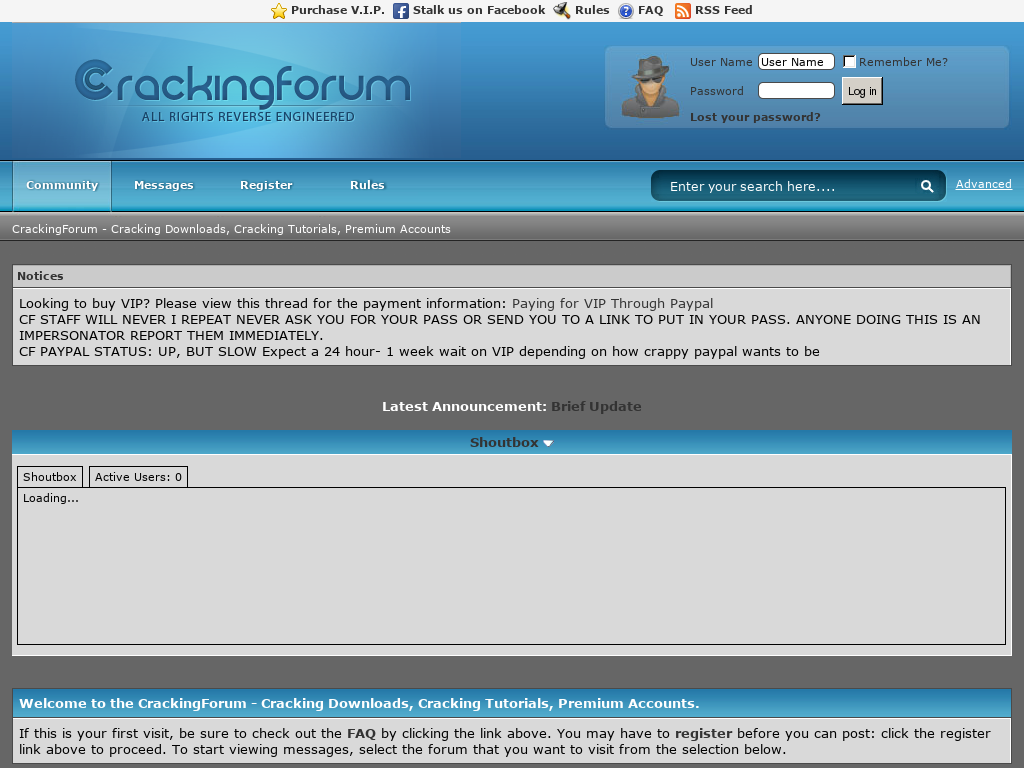 Purchase V.I.P. Stalk us on Facebook Rules FAQ RSS Feed
Crackingforum
ALL RIGHTS REVERSE ENGINEERED
User Name User Name Remember Me?
Password Log in
Lost your password?
Community Messages Register Rules Enter your search here.... Advanced
CrackingForum - Cracking Downloads, Cracking Tutorials, Premium Accounts
Notices
Looking to buy VIP? Please view this thread for the payment information: Paying for VIP Through Paypal
CF STAFF WILL NEVER I REPEAT NEVER ASK YOU FOR YOUR PASS OR SEND YOU TO A LINK TO PUT IN YOUR PASS. ANYONE DOING THIS IS AN
IMPERSONATOR REPORT THEM IMMEDIATELY.
CF PAYPAL STATUS: UP, BUT SLOW Expect a 24 hour- 1 week wait on VIP depending on how crappy paypal wants to be
Latest Announcement: Brief Update
Shoutbox
Shoutbox Active Users: 0
Loading...
Welcome to the CrackingForum - Cracking Downloads, Cracking Tutorials, Premium Accounts.
If this is your first visit, be sure to check out the FAQ by clicking the link above. You may have to register before you can post: click the register
link above to proceed. To start viewing messages, select the forum that you want to visit from the selection below.